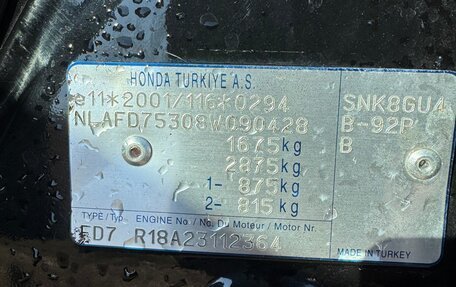 HONDA TURKIYE A.S.
e11*2001/116*0294 SNK8GU4
NLAFD75308W090428 B-92P
1675kg B
2875kg
1- 875kg
2- 815kg
TYPE/Typ. ENGINE No / No. Du Moteur / Motor Nr.
FD7 R18A23112364 MADE IN TURKEY